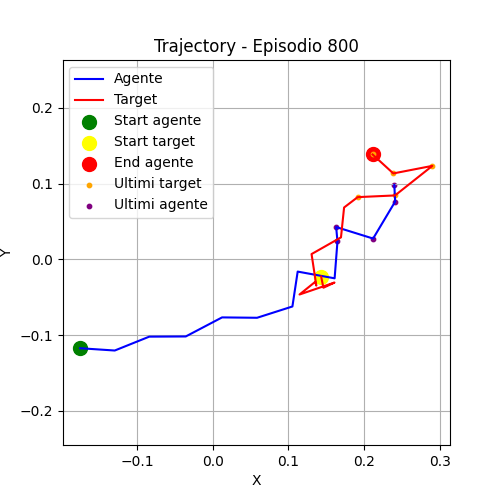 Trajectory - Episodio 800
Agente
Target
Start agente
Start target
End agente
Ultimi target
Ultimi agente
0.2
0.1
0.0
−0.1
−0.2
Y
−0.1
0.0
0.1
0.2
0.3
X